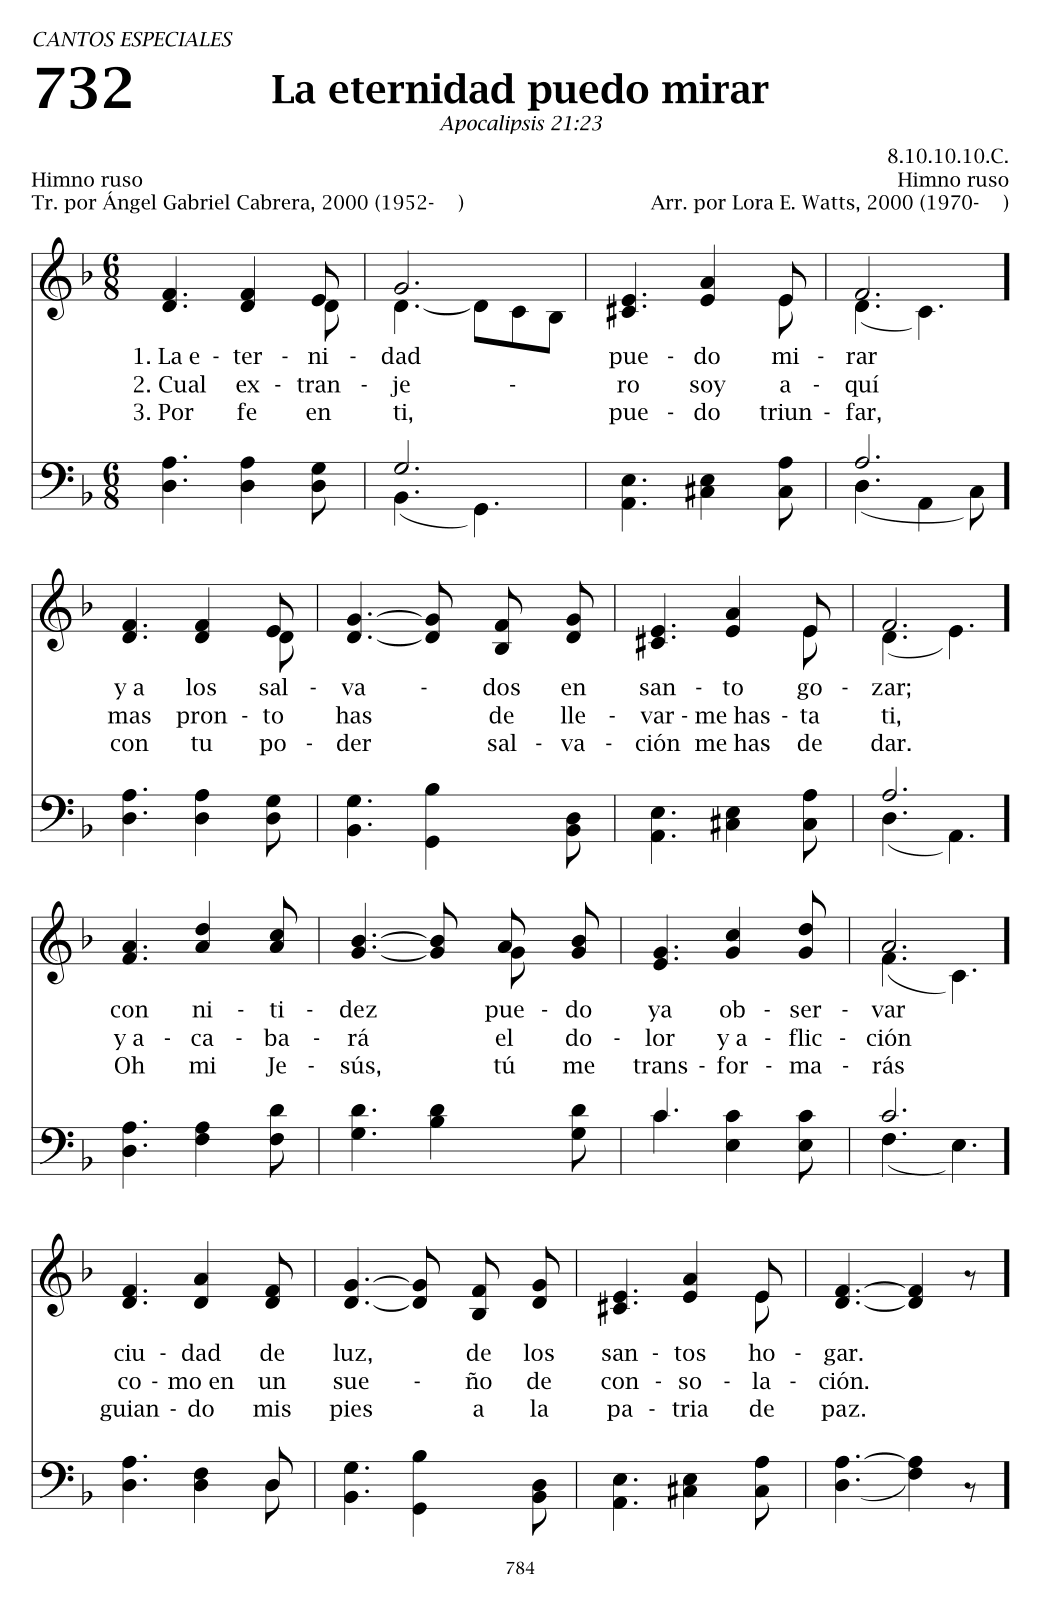 CANTOS ESPECIALES
732
La eternidad puedo mirar
Apocalipsis 21:23
8.10.10.10.C.
Himno ruso
Himno ruso
Tr. por Ángel Gabriel Cabrera, 2000 (1952- )
Arr. por Lora E. Watts, 2000 (1970- )
1. La e - ter - ni - dad pue - do mi - rar
2. Cual ex - tran - je - ro soy a - quí
3. Por fe en ti, pue - do triun - far,
y a los sal - va - dos en san - to go - zar;
mas pron - to has de lle - var - me has - ta ti,
con tu po - der sal - va - ción me has de dar.
con ni - ti - dez pue - do ya ob - ser - var
y a - ca - ba - rá el do - lor y a - flic - ción
Oh mi Je - sús, tú me trans - for - ma - rás
ciu - dad de luz, de los san - tos ho - gar.
co - mo en un sue - ño de con - so - la - ción.
guian - do mis pies a la pa - tria de paz.
784